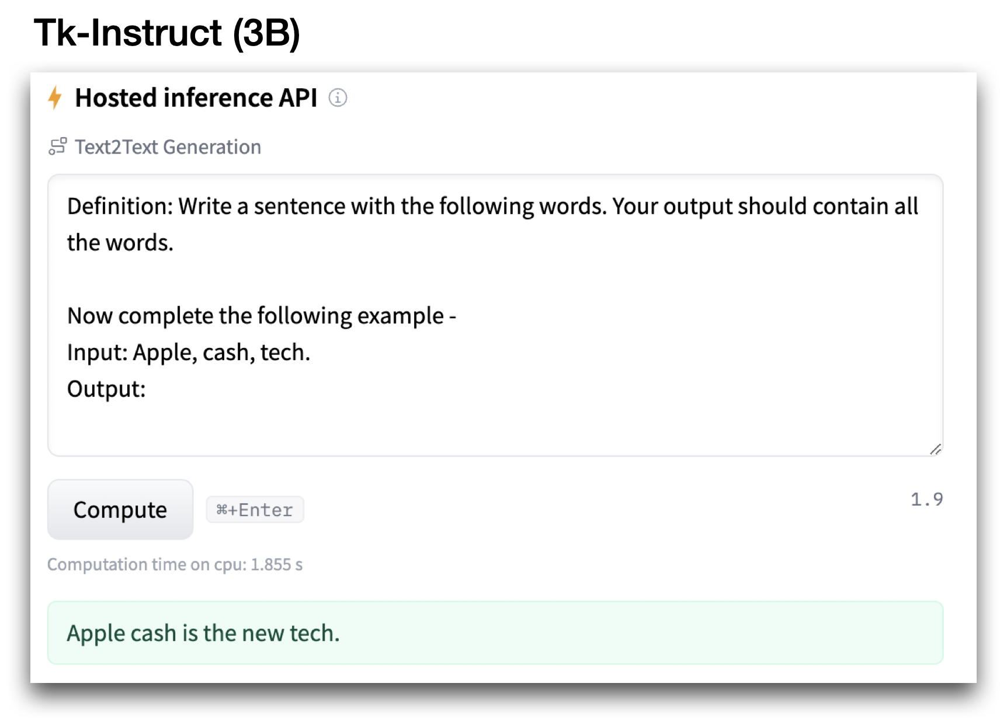 Tk-Instruct (3B)
Hosted inference API
Text2Text Generation
Definition: Write a sentence with the following words. Your output should contain all
the words.
Now complete the following example -
Input: Apple, cash, tech.
Output:
Compute ⌘+Enter 1.9
Computation time on cpu: 1.855 s
Apple cash is the new tech.